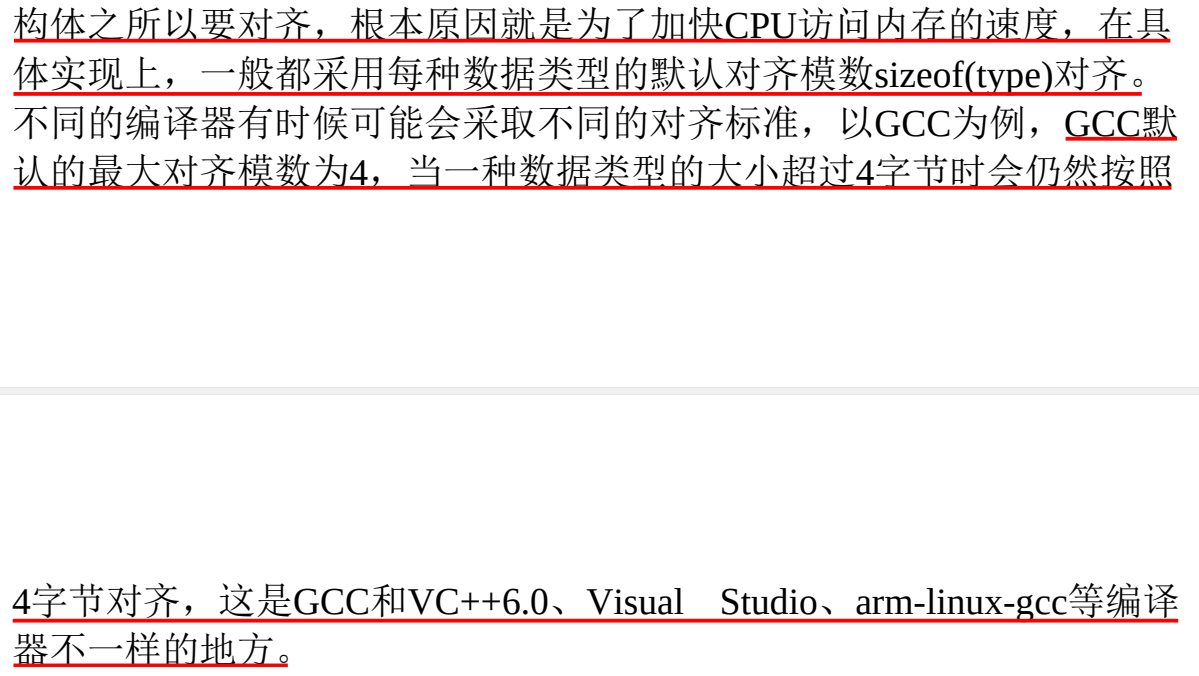 构体之所以要对齐，根本原因就是为了加快CPU访问内存的速度，在具
体实现上，一般都采用每种数据类型的默认对齐模数sizeof(type)对齐。
不同的编译器有时候可能会采取不同的对齐标准，以GCC为例，GCC默
认的最大对齐模数为4，当一种数据类型的大小超过4字节时会仍然按照
4字节对齐，这是GCC和VC++6.0、Visual Studio、arm-linux-gcc等编译
器不一样的地方。